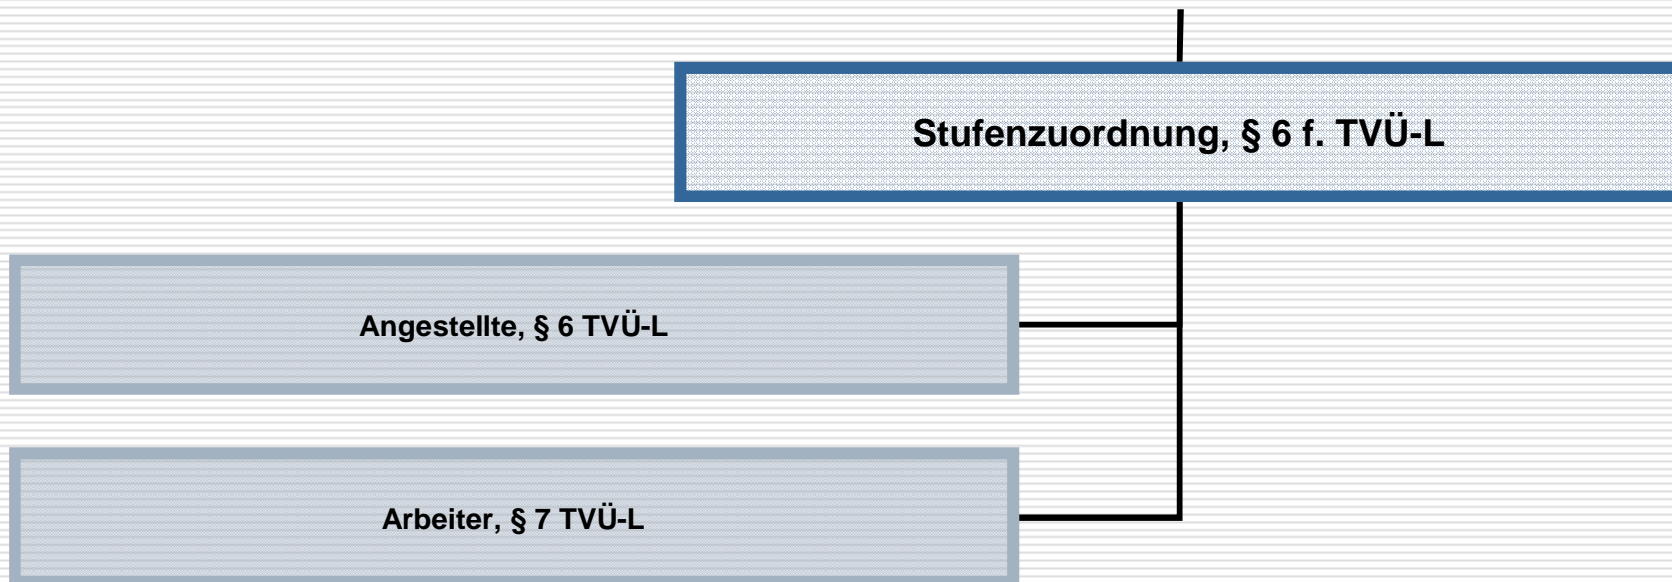 Stufenzuordnung, § 6 f. TVÜ-L
Angestellte, § 6 TVÜ-L
Arbeiter, § 7 TVÜ-L